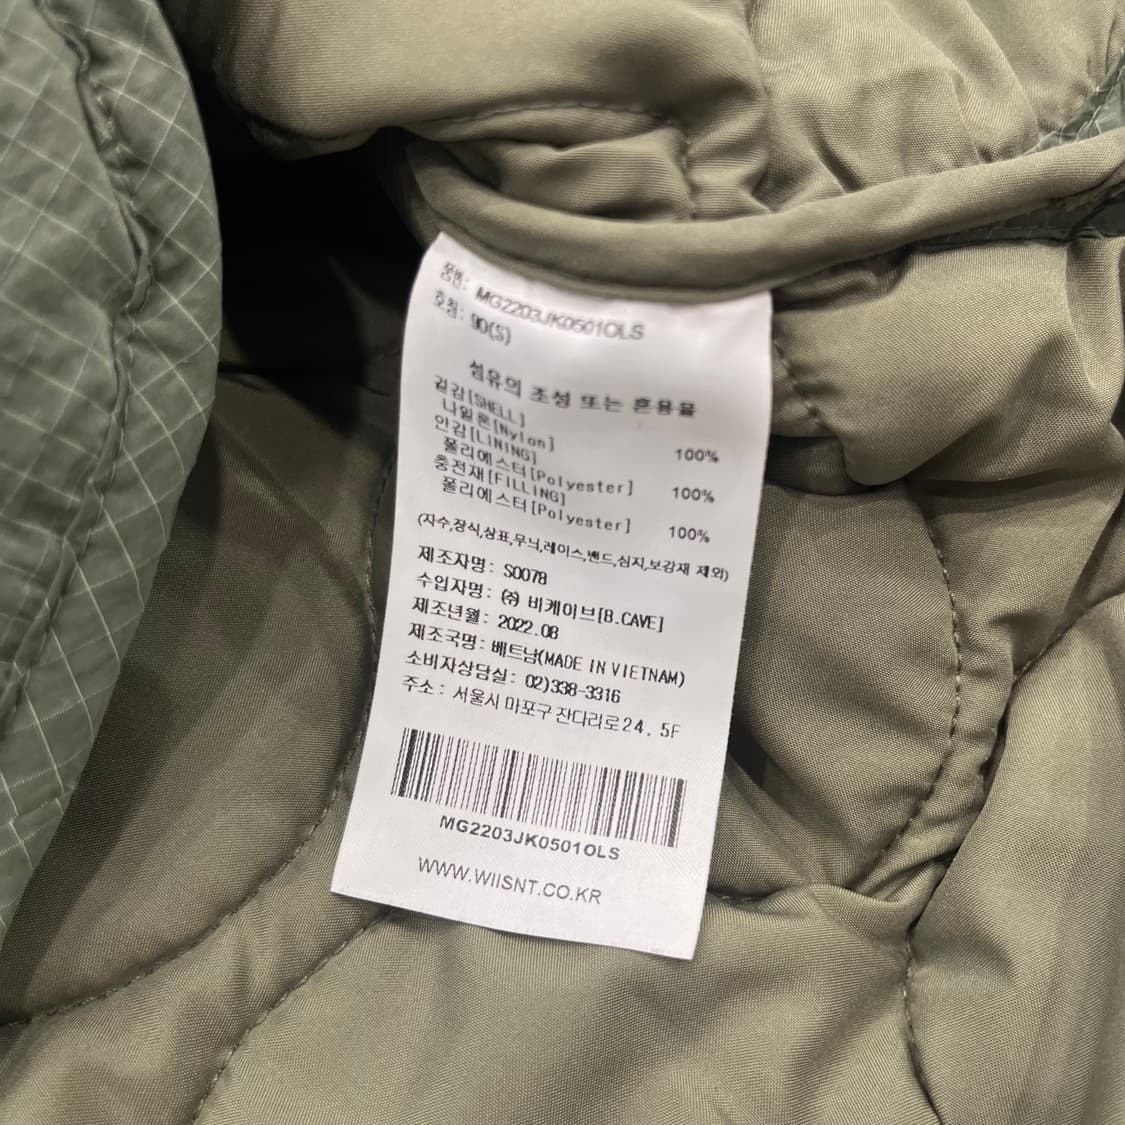 품번: MG2203JK0501OLS
호칭: 90(S)
섬유의 조성 또는 혼용율
겉감[SHELL]
나일론[Nylon] 100%
안감[LINING]
폴리에스터[Polyester] 100%
충전재[FILLING]
폴리에스터[Polyester] 100%
(자수,장식,상표,무늬,레이스,밴드,심지,보강재 제외)
제조자명: S0078
수입자명: ㈜ 비케이브[B.CAVE]
제조년월: 2022.08
제조국명: 베트남(MADE IN VIETNAM)
소비자상담실: 02)338-3316
주소: 서울시 마포구 잔다리로24, 5F
MG2203JK0501OLS
WWW.WIISNT.CO.KR